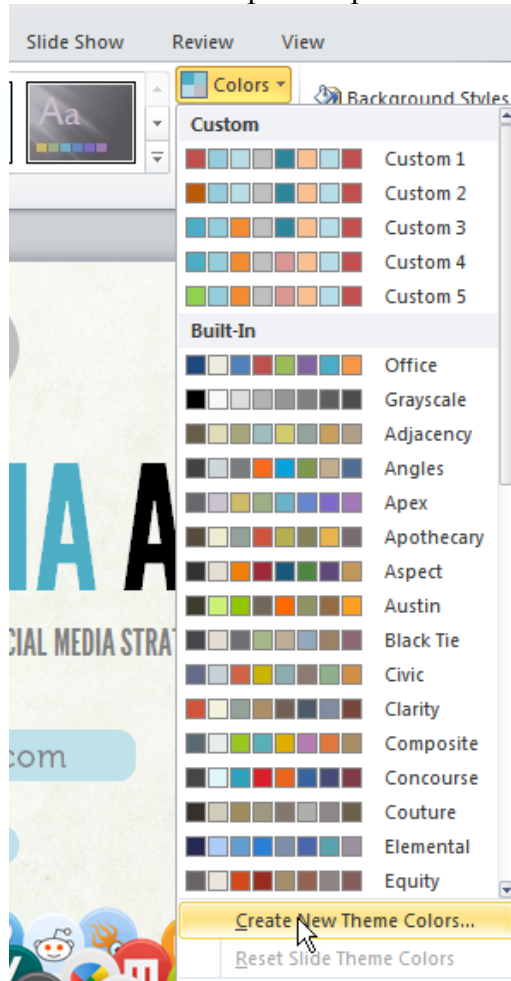 Slide Show Review View
Aa
Colors
Background Styles
Custom
Custom 1
Custom 2
Custom 3
Custom 4
Custom 5
Built-In
Office
Grayscale
Adjacency
Angles
Apex
Apothecary
Aspect
Austin
Black Tie
Civic
Clarity
Composite
Concourse
Couture
Elemental
Equity
Create New Theme Colors...
Reset Slide Theme Colors
IA A
CIAL MEDIA STRA
com